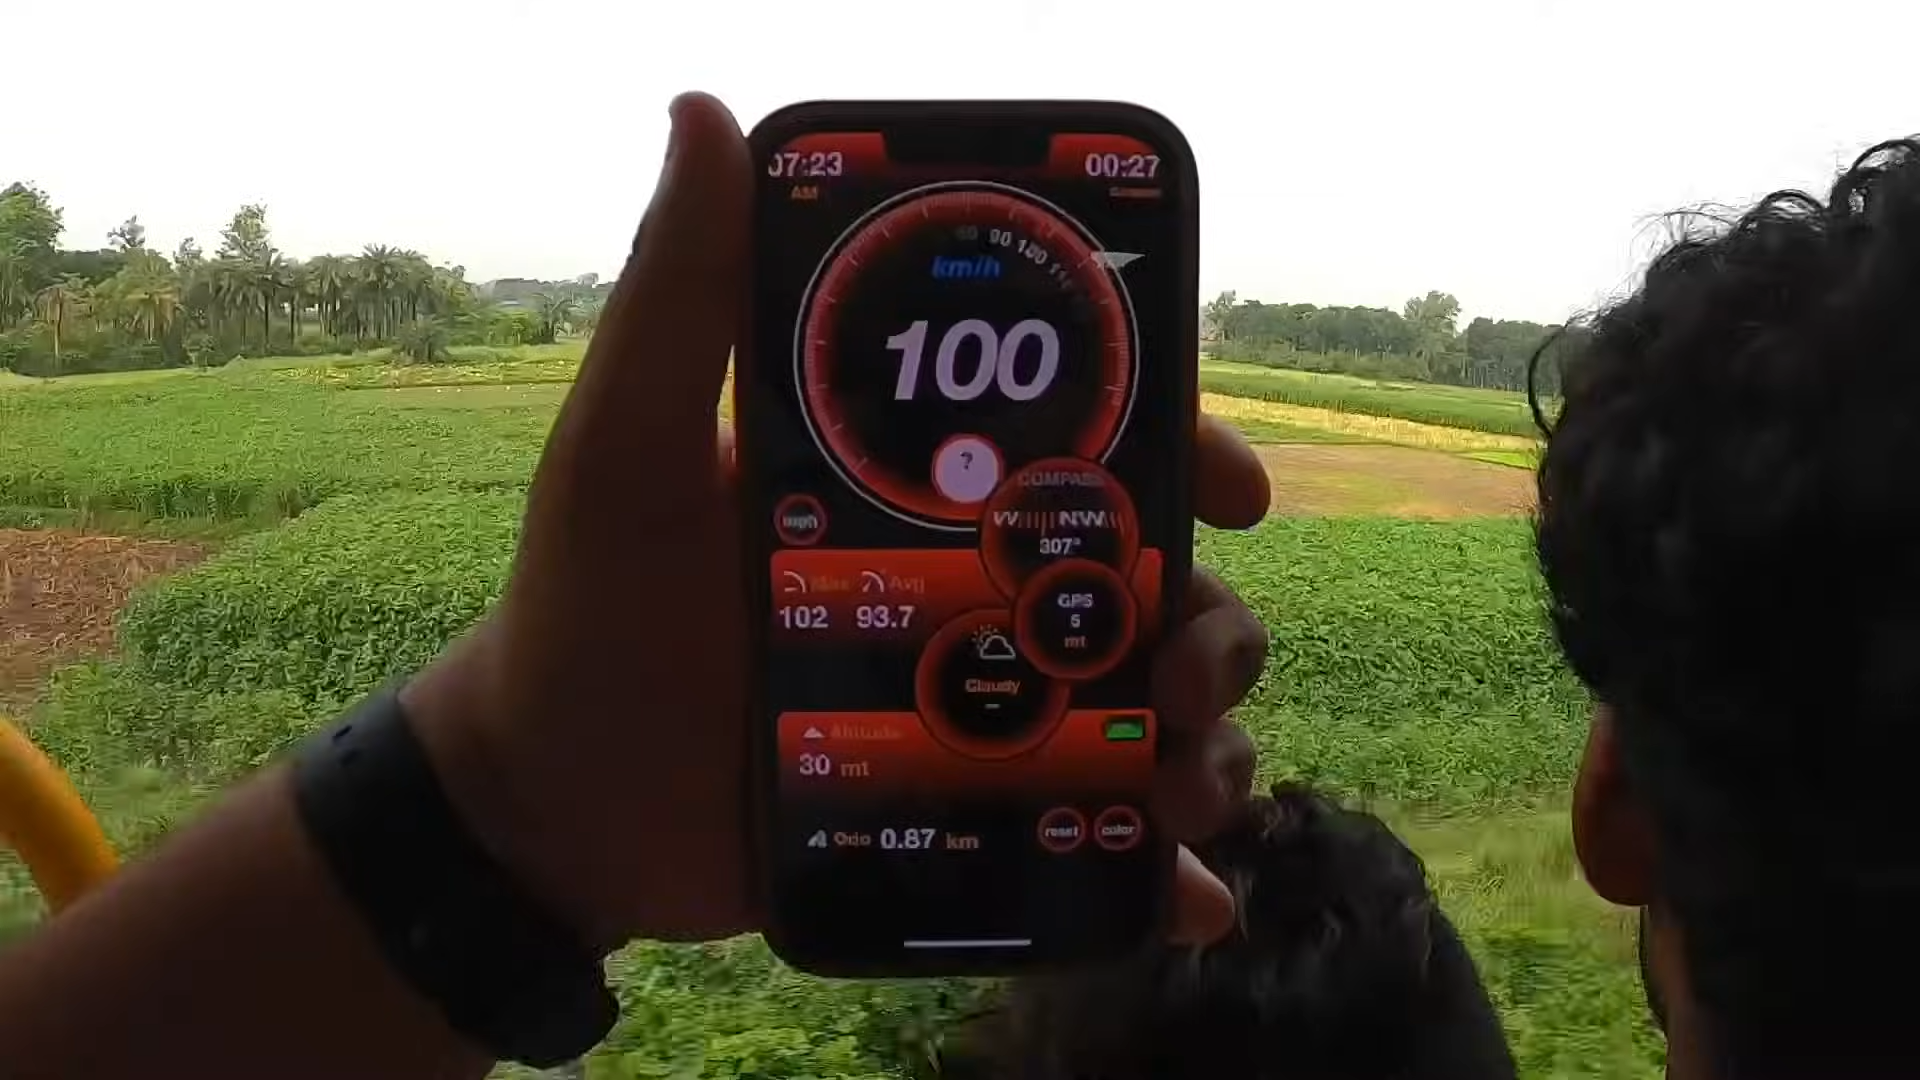 07:23 00:27
AM
90 100 110
km/h
100
?
COMPASS
W NW
307°
mph
Max Avg
102 93.7
GPS
5
mt
Cloudy
Altitude
30 mt
Odo 0.87 km
reset color